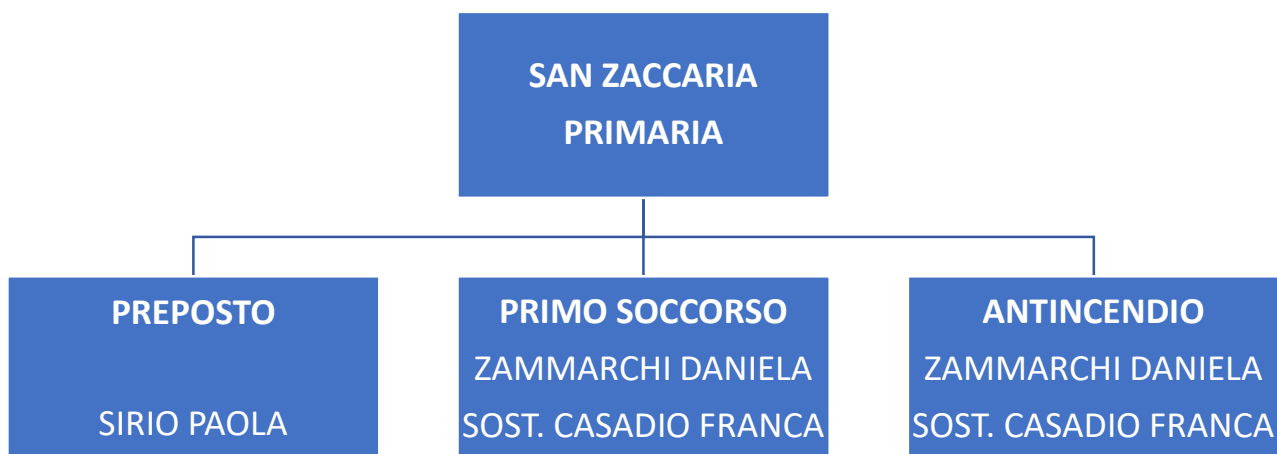 SAN ZACCARIA
PRIMARIA
PREPOSTO
SIRIO PAOLA
PRIMO SOCCORSO
ZAMMARCHI DANIELA
SOST. CASADIO FRANCA
ANTINCENDIO
ZAMMARCHI DANIELA
SOST. CASADIO FRANCA